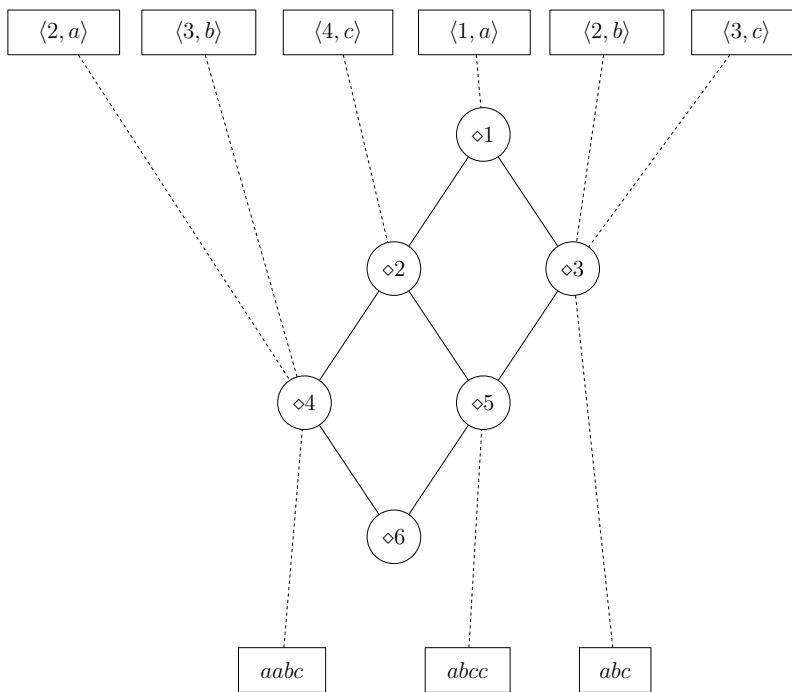 ⟨2, a⟩ ⟨3, b⟩ ⟨4, c⟩ ⟨1, a⟩ ⟨2, b⟩ ⟨3, c⟩
⋄1
⋄2 ⋄3
⋄4 ⋄5
⋄6
aabc abcc abc